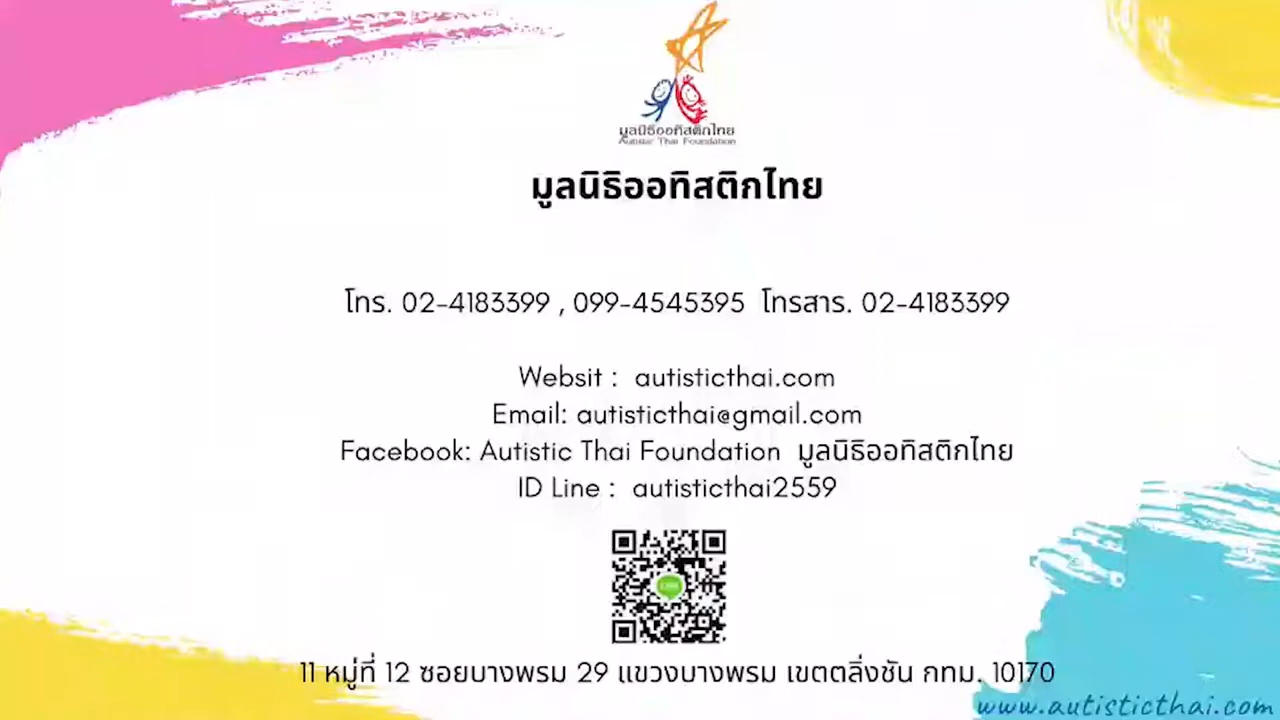 มูลนิธิออทิสติกไทย
Autistic Thai Foundation
มูลนิธิออทิสติกไทย
โทร. 02-4183399 , 099-4545395 โทรสาร. 02-4183399
Websit : autisticthai.com
Email: autisticthai@gmail.com
Facebook: Autistic Thai Foundation มูลนิธิออทิสติกไทย
ID Line : autisticthai2559
LINE
11 หมู่ที่ 12 ซอยบางพรม 29 แขวงบางพรม เขตตลิ่งชัน กทม. 10170
www.autisticthai.com